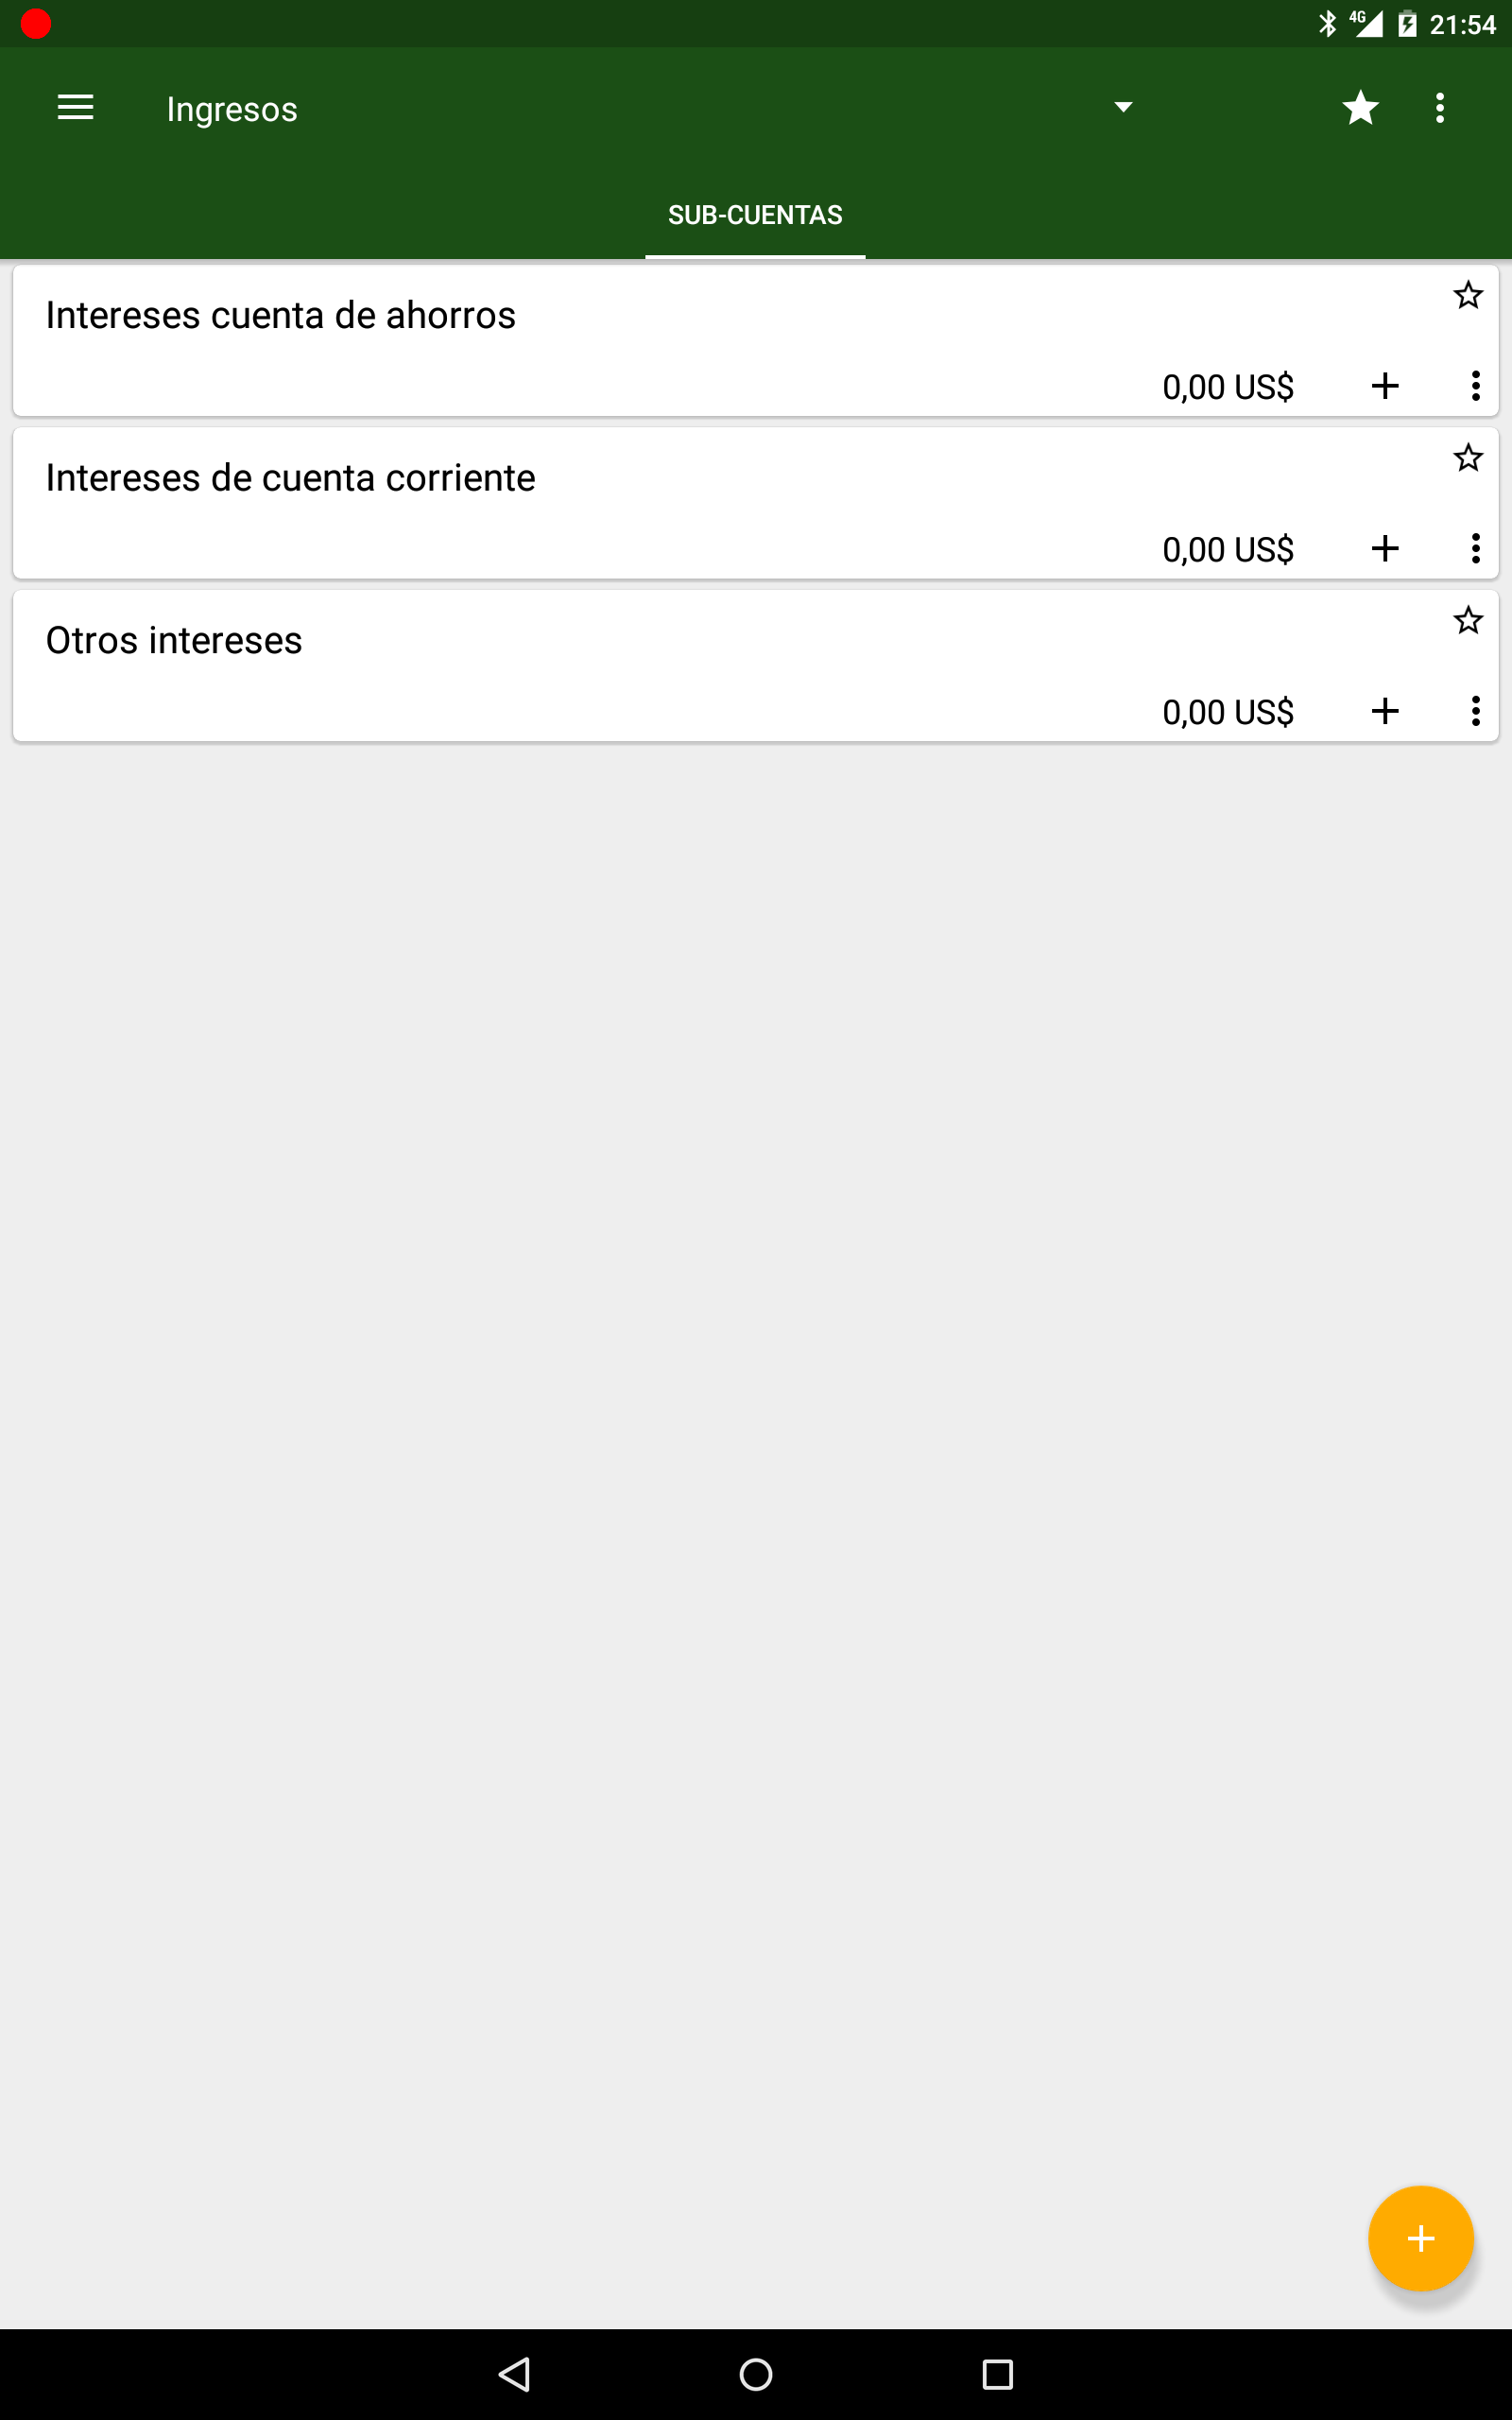 4G 21:54
Ingresos
SUB-CUENTAS
Intereses cuenta de ahorros
0,00 US$
Intereses de cuenta corriente
0,00 US$
Otros intereses
0,00 US$